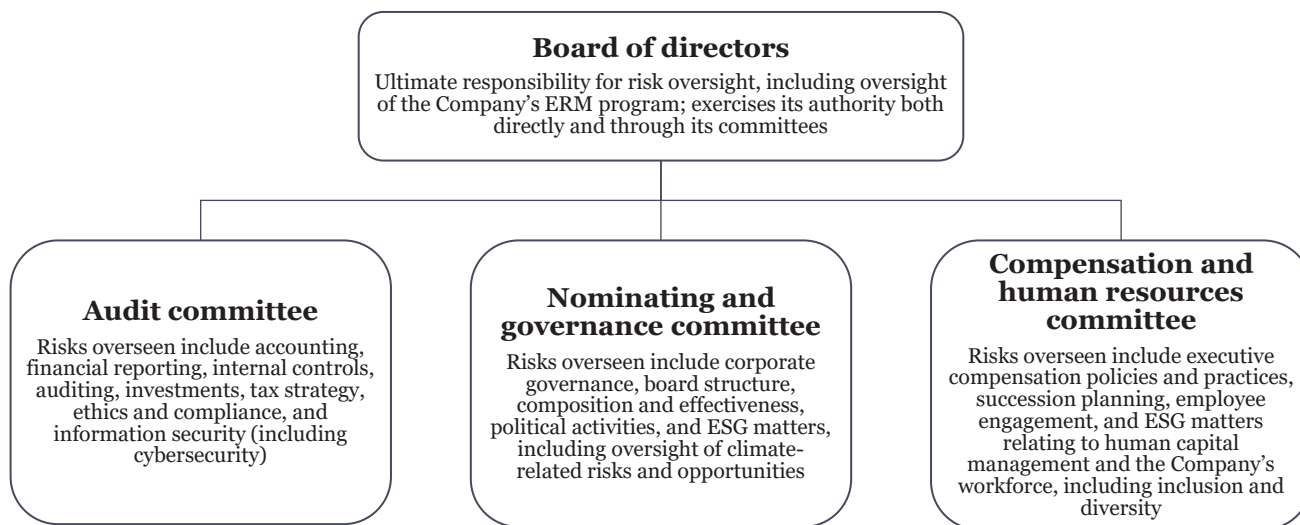 Board of directors
Ultimate responsibility for risk oversight, including oversight
of the Company’s ERM program; exercises its authority both
directly and through its committees
Audit committee
Risks overseen include accounting,
financial reporting, internal controls,
auditing, investments, tax strategy,
ethics and compliance, and
information security (including
cybersecurity)
Nominating and
governance committee
Risks overseen include corporate
governance, board structure,
composition and effectiveness,
political activities, and ESG matters,
including oversight of climate-
related risks and opportunities
Compensation and
human resources
committee
Risks overseen include executive
compensation policies and practices,
succession planning, employee
engagement, and ESG matters
relating to human capital
management and the Company’s
workforce, including inclusion and
diversity